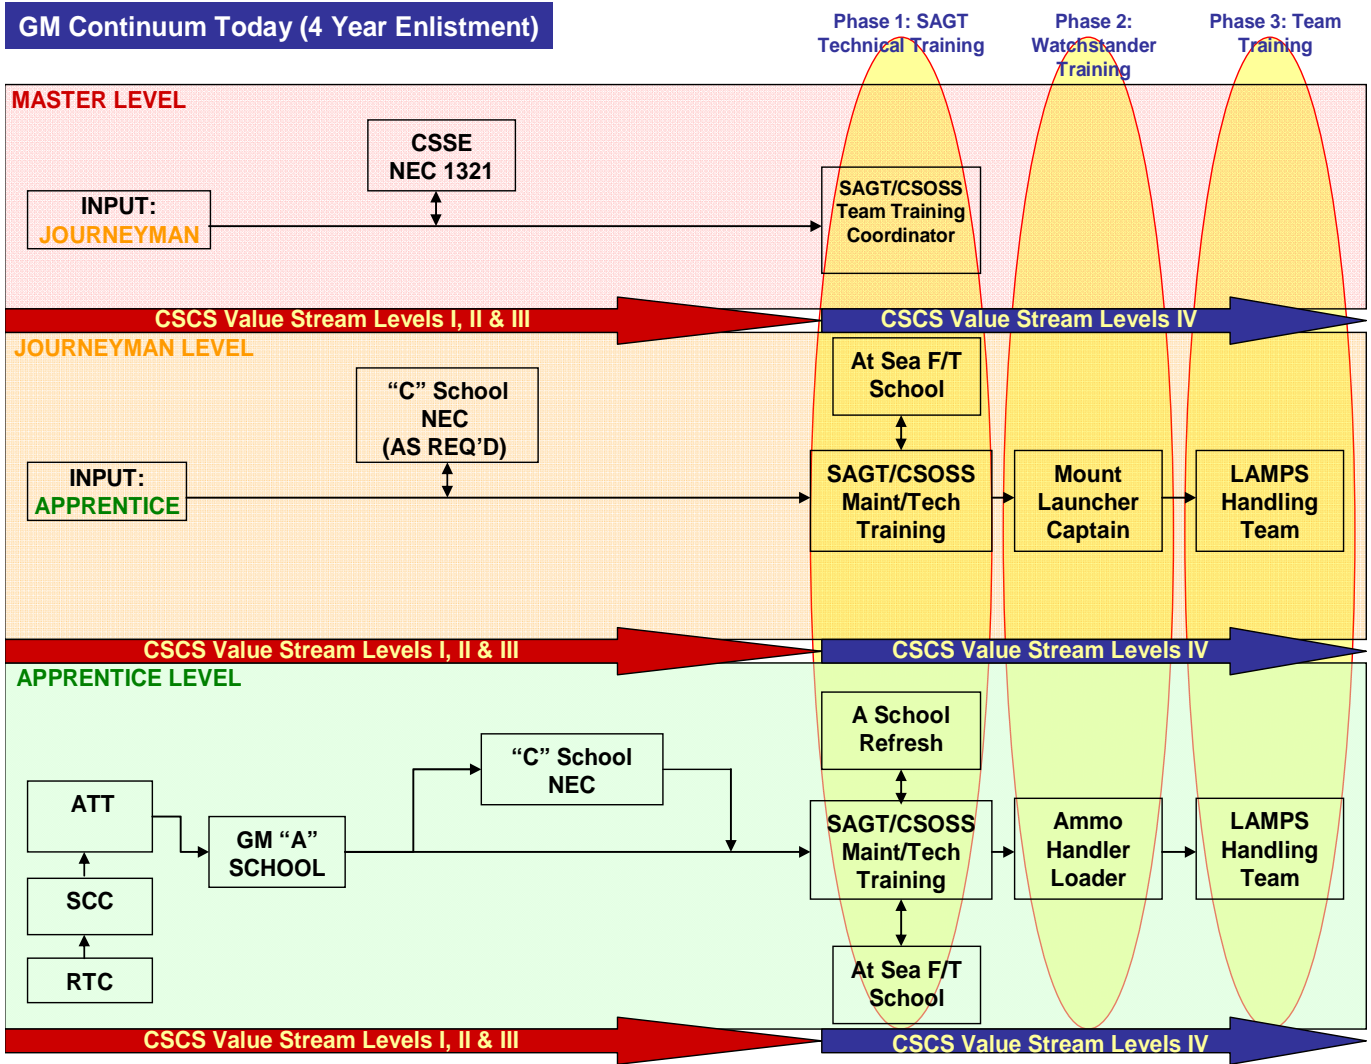 GM Continuum Today (4 Year Enlistment)
Phase 1: SAGT
Technical Training
Phase 2:
Watchstander
Training
Phase 3: Team
Training
MASTER LEVEL
CSSE
NEC 1321
INPUT:
JOURNEYMAN
SAGT/CSOSS
Team Training
Coordinator
CSCS Value Stream Levels I, II & III
CSCS Value Stream Levels IV
JOURNEYMAN LEVEL
At Sea F/T
School
“C” School
NEC
(AS REQ’D)
INPUT:
APPRENTICE
SAGT/CSOSS
Maint/Tech
Training
Mount
Launcher
Captain
LAMPS
Handling
Team
CSCS Value Stream Levels I, II & III
CSCS Value Stream Levels IV
APPRENTICE LEVEL
A School
Refresh
“C” School
NEC
ATT
GM “A”
SCHOOL
SAGT/CSOSS
Maint/Tech
Training
Ammo
Handler
Loader
LAMPS
Handling
Team
SCC
RTC
At Sea F/T
School
CSCS Value Stream Levels I, II & III
CSCS Value Stream Levels IV